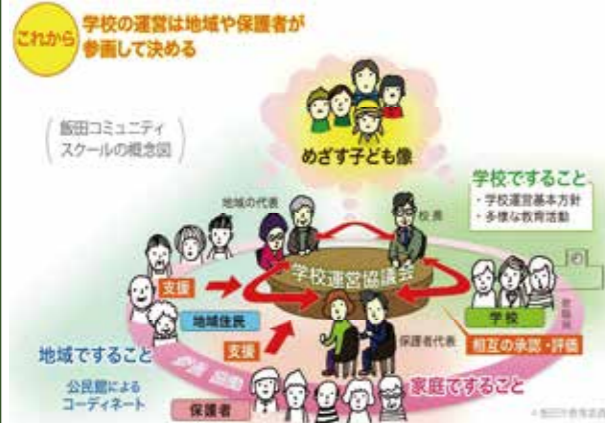 これから
学校の運営は地域や保護者が
参画して決める
飯田コミュニティ
スクールの概念図
めざす子ども像
学校ですること
・学校運営基本方針
・多様な教育活動
地域の代表
校長
学校運営協議会
支援
地域住民
学校
教職員
保護者代表
相互の承認・評価
地域ですること
支援
参画 協働
公民館による
コーディネート
家庭ですること
保護者